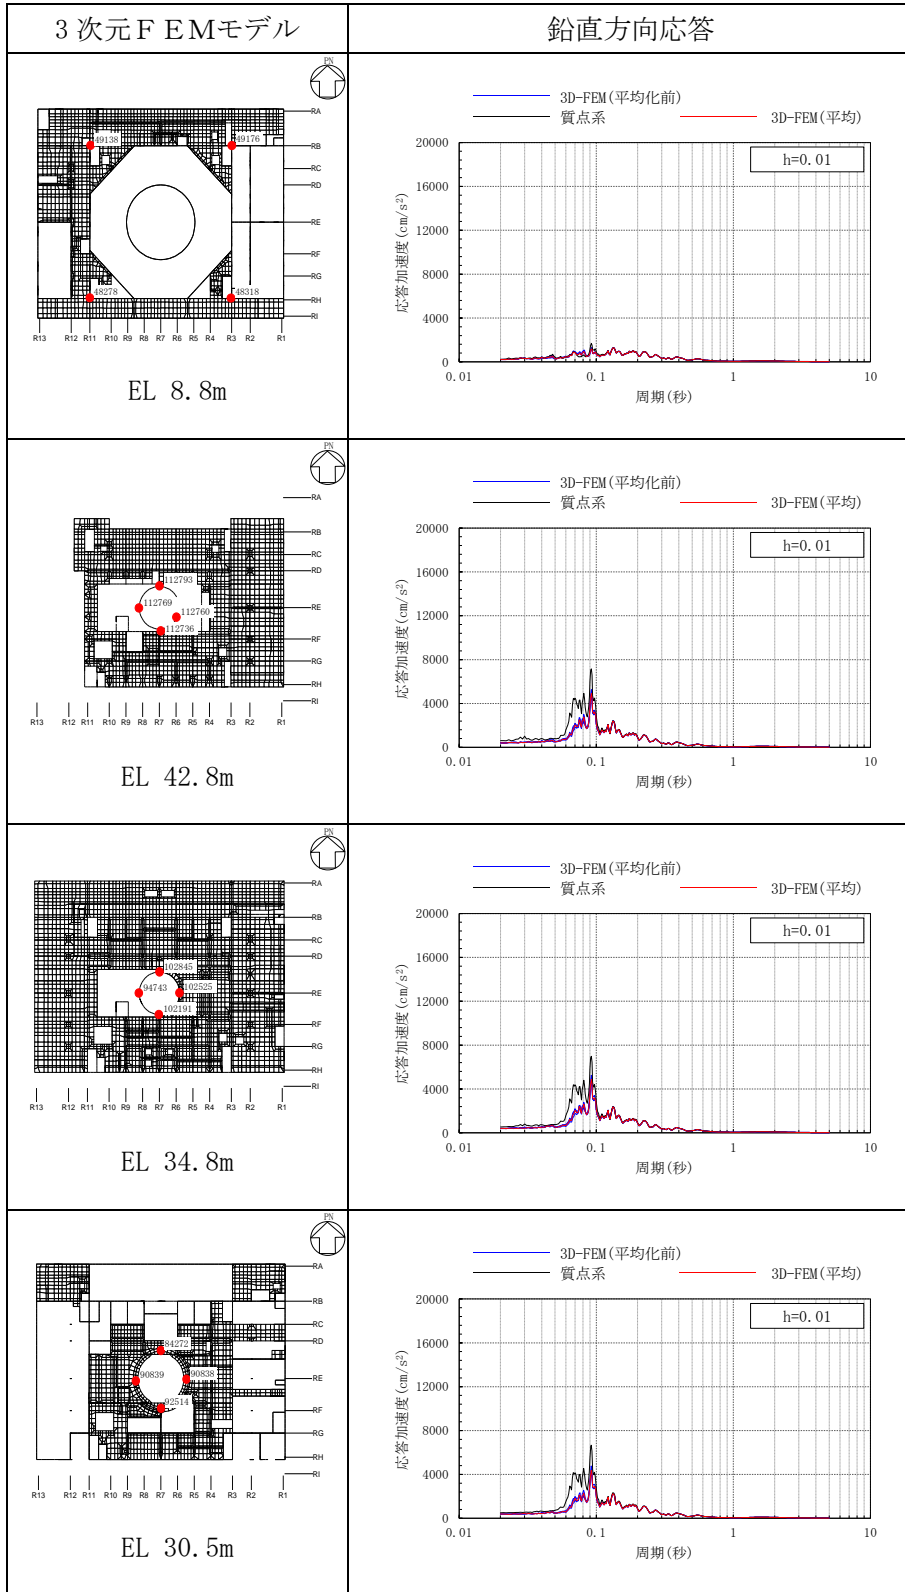 3次元ＦＥＭモデル
鉛直方向応答
PN
RA
RB
RC
RD
RE
RF
RG
RH
RI
49138
49176
48278
48318
R13 R12 R11 R10 R9 R8 R7 R6 R5 R4 R3 R2 R1
EL 8.8m
3D-FEM(平均化前)
質点系
3D-FEM(平均)
h=0.01
応答加速度(cm/s²)
20000
16000
12000
8000
4000
0
0.01 0.1 1 10
周期(秒)
PN
RA
RB
RC
RD
RE
RF
RG
RH
RI
112793
112769
112760
112736
R13 R12 R11 R10 R9 R8 R7 R6 R5 R4 R3 R2 R1
EL 42.8m
3D-FEM(平均化前)
質点系
3D-FEM(平均)
h=0.01
応答加速度(cm/s²)
20000
16000
12000
8000
4000
0
0.01 0.1 1 10
周期(秒)
PN
RA
RB
RC
RD
RE
RF
RG
RH
RI
102845
94743
102525
102191
R13 R12 R11 R10 R9 R8 R7 R6 R5 R4 R3 R2 R1
EL 34.8m
3D-FEM(平均化前)
質点系
3D-FEM(平均)
h=0.01
応答加速度(cm/s²)
20000
16000
12000
8000
4000
0
0.01 0.1 1 10
周期(秒)
PN
RA
RB
RC
RD
RE
RF
RG
RH
RI
84272
90839
90838
92514
R13 R12 R11 R10 R9 R8 R7 R6 R5 R4 R3 R2 R1
EL 30.5m
3D-FEM(平均化前)
質点系
3D-FEM(平均)
h=0.01
応答加速度(cm/s²)
20000
16000
12000
8000
4000
0
0.01 0.1 1 10
周期(秒)